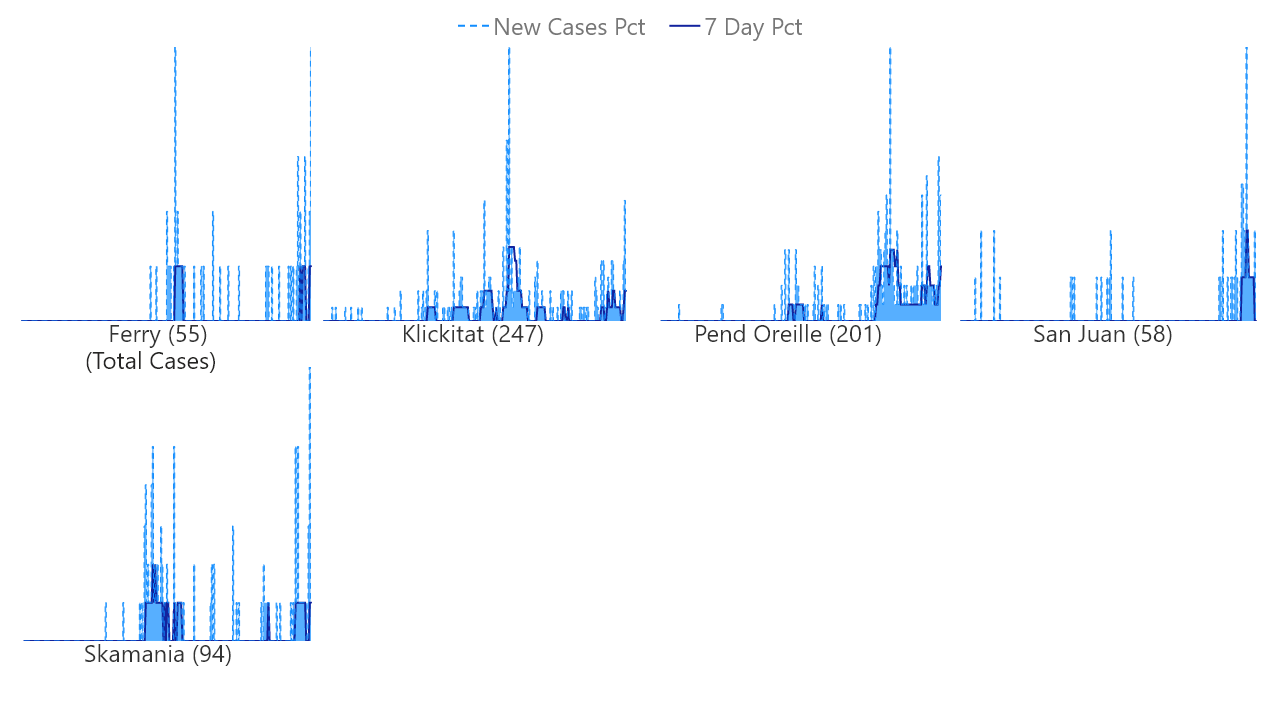 New Cases Pct 7 Day Pct
Ferry (55)
(Total Cases)
Klickitat (247)
Pend Oreille (201)
San Juan (58)
Skamania (94)